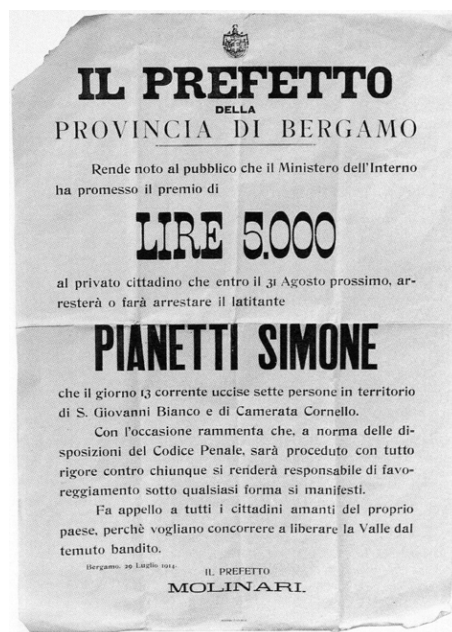 IL PREFETTO
DELLA
PROVINCIA DI BERGAMO
Rende noto al pubblico che il Ministero dell'Interno
ha promesso il premio di
LIRE 5.000
al privato cittadino che entro il 31 Agosto prossimo, ar-
resterà o farà arrestare il latitante
PIANETTI SIMONE
che il giorno 13 corrente uccise sette persone in territorio
di S. Giovanni Bianco e di Camerata Cornello.
Con l'occasione rammenta che, a norma delle di-
sposizioni del Codice Penale, sarà proceduto con tutto
rigore contro chiunque si renderà responsabile di favo-
reggiamento sotto qualsiasi forma si manifesti.
Fa appello a tutti i cittadini amanti del proprio
paese, perchè vogliano concorrere a liberare la Valle dal
temuto bandito.
Bergamo, 29 Luglio 1914.
IL PREFETTO
MOLINARI.